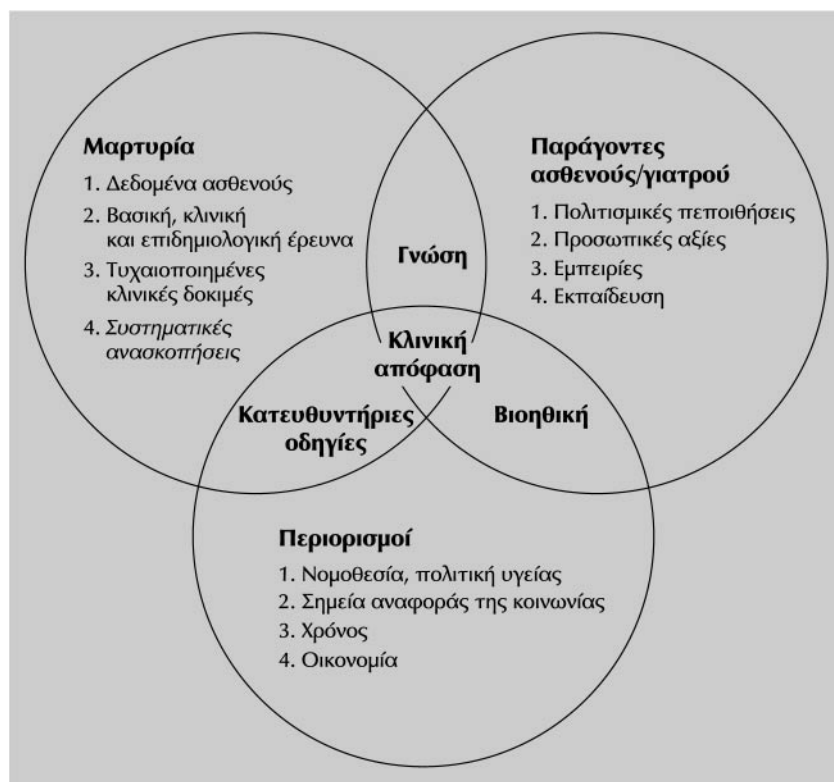 Μαρτυρία
1. Δεδομένα ασθενούς
2. Βασική, κλινική
και επιδημιολογική έρευνα
3. Τυχαιοποιημένες
κλινικές δοκιμές
4. Συστηματικές
ανασκοπήσεις
Παράγοντες
ασθενούς/γιατρού
1. Πολιτισμικές πεποιθήσεις
2. Προσωπικές αξίες
3. Εμπειρίες
4. Εκπαίδευση
Γνώση
Κλινική
απόφαση
Κατευθυντήριες
οδηγίες
Βιοηθική
Περιορισμοί
1. Νομοθεσία, πολιτική υγείας
2. Σημεία αναφοράς της κοινωνίας
3. Χρόνος
4. Οικονομία